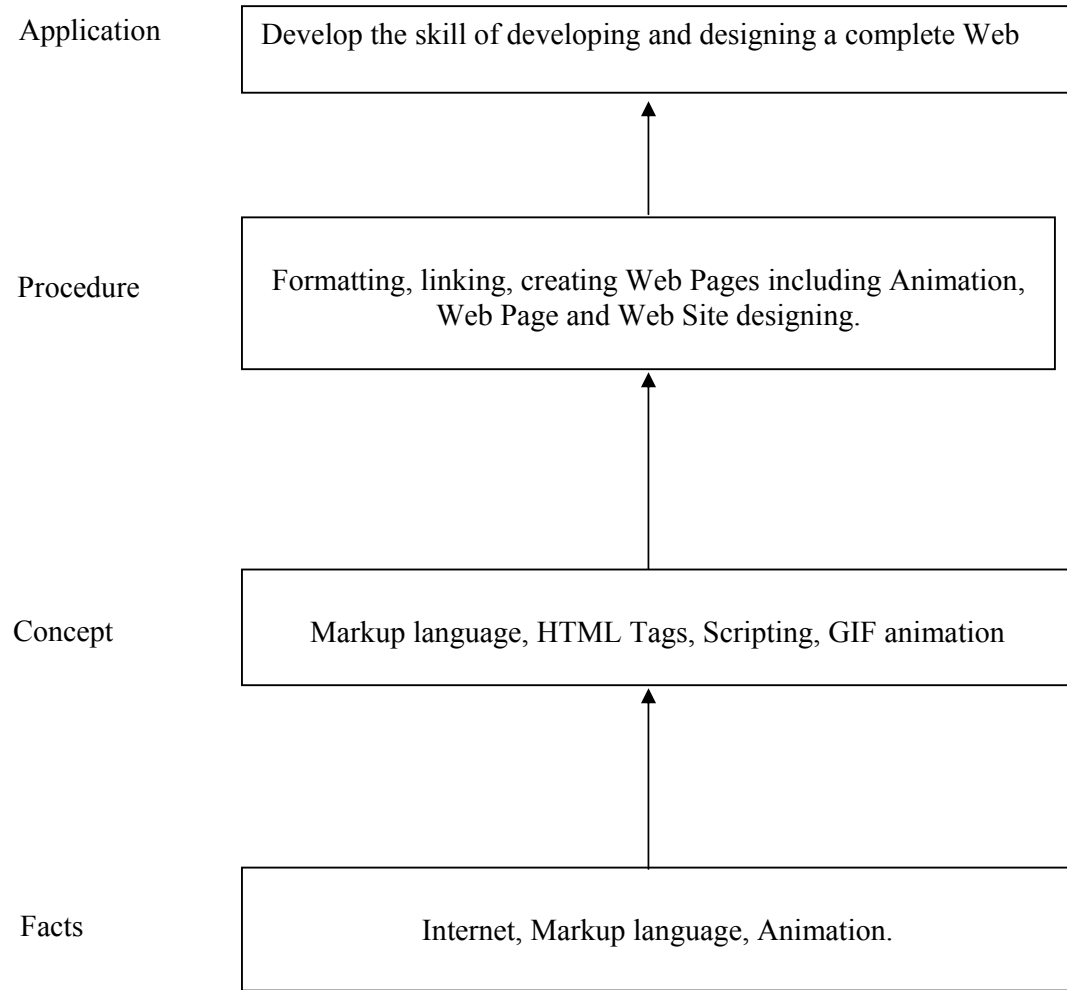 Application
Develop the skill of developing and designing a complete Web
Procedure
Formatting, linking, creating Web Pages including Animation,
Web Page and Web Site designing.
Concept
Markup language, HTML Tags, Scripting, GIF animation
Facts
Internet, Markup language, Animation.